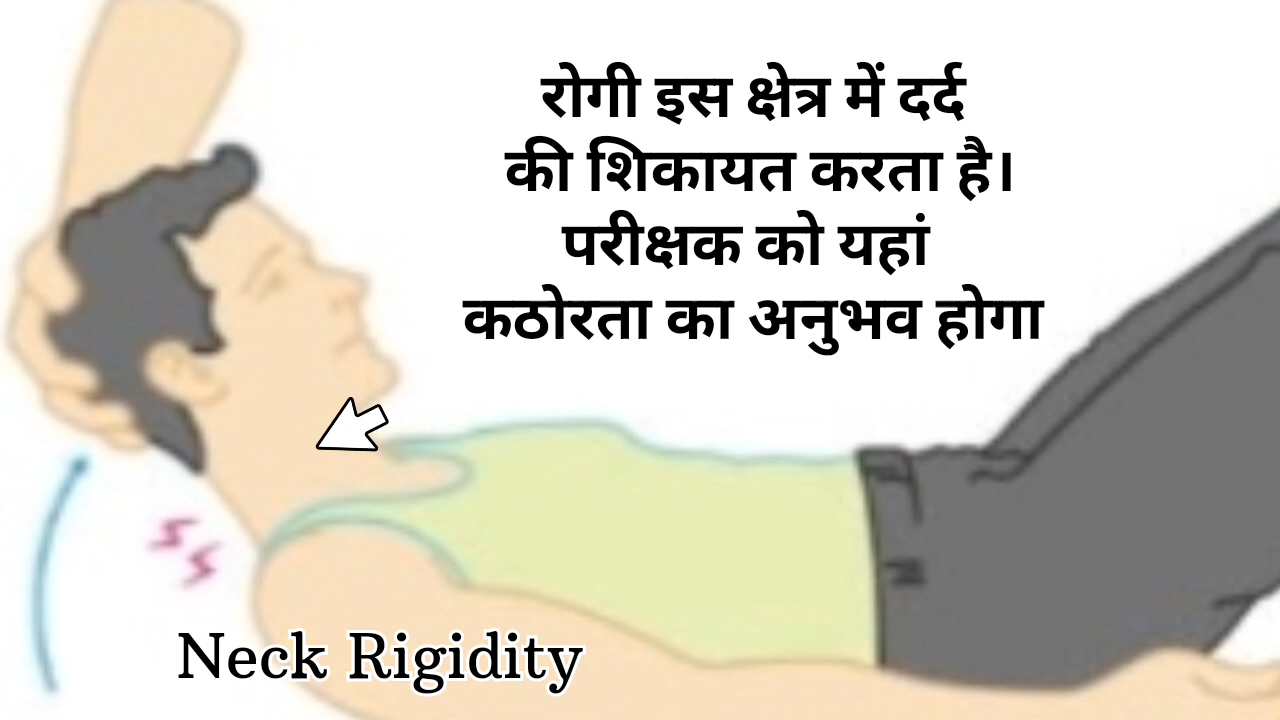 रोगी इस क्षेत्र में दर्द
की शिकायत करता है।
परीक्षक को यहां
कठोरता का अनुभव होगा
Neck Rigidity